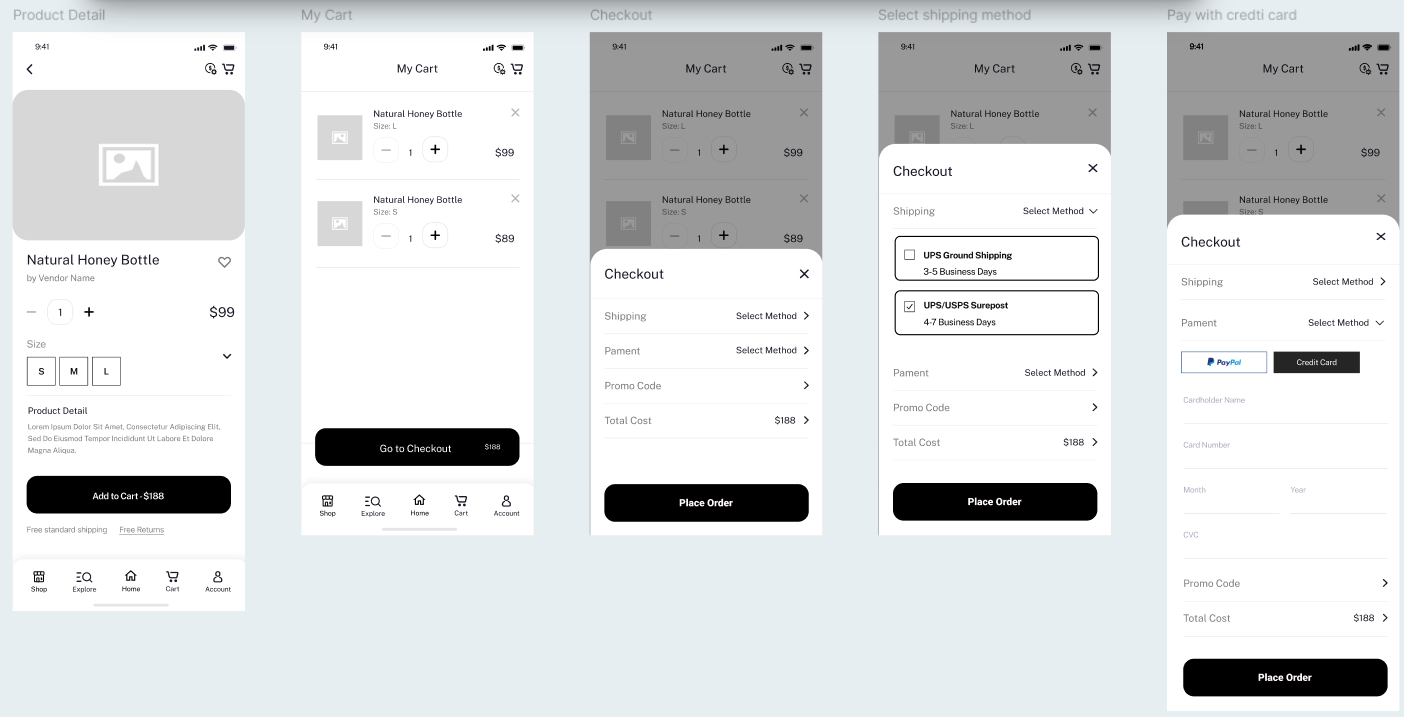 Product Detail
9:41
Natural Honey Bottle
by Vendor Name
1
$99
Size
S M L
Product Detail
Lorem Ipsum Dolor Sit Amet, Consectetur Adipiscing Elit,
Sed Do Eiusmod Tempor Incididunt Ut Labore Et Dolore
Magna Aliqua.
Add to Cart - $188
Free standard shipping Free Returns
Shop Explore Home Cart Account
My Cart
9:41
My Cart
Natural Honey Bottle
Size: L
1
$99
Natural Honey Bottle
Size: S
1
$89
Go to Checkout $188
Shop Explore Home Cart Account
Checkout
9:41
My Cart
Natural Honey Bottle
Size: L
1
$99
Natural Honey Bottle
Size: S
1
$89
Checkout
Shipping Select Method
Pament Select Method
Promo Code
Total Cost $188
Place Order
Select shipping method
9:41
My Cart
Natural Honey Bottle
Size: L
Checkout
Shipping Select Method
UPS Ground Shipping
3-5 Business Days
UPS/USPS Surepost
4-7 Business Days
Pament Select Method
Promo Code
Total Cost $188
Place Order
Pay with credti card
9:41
My Cart
Natural Honey Bottle
Size: L
1
$99
Natural Honey Bottle
Size: S
Checkout
Shipping Select Method
Pament Select Method
PayPal Credit Card
Cardholder Name
Card Number
Month Year
CVC
Promo Code
Total Cost $188
Place Order